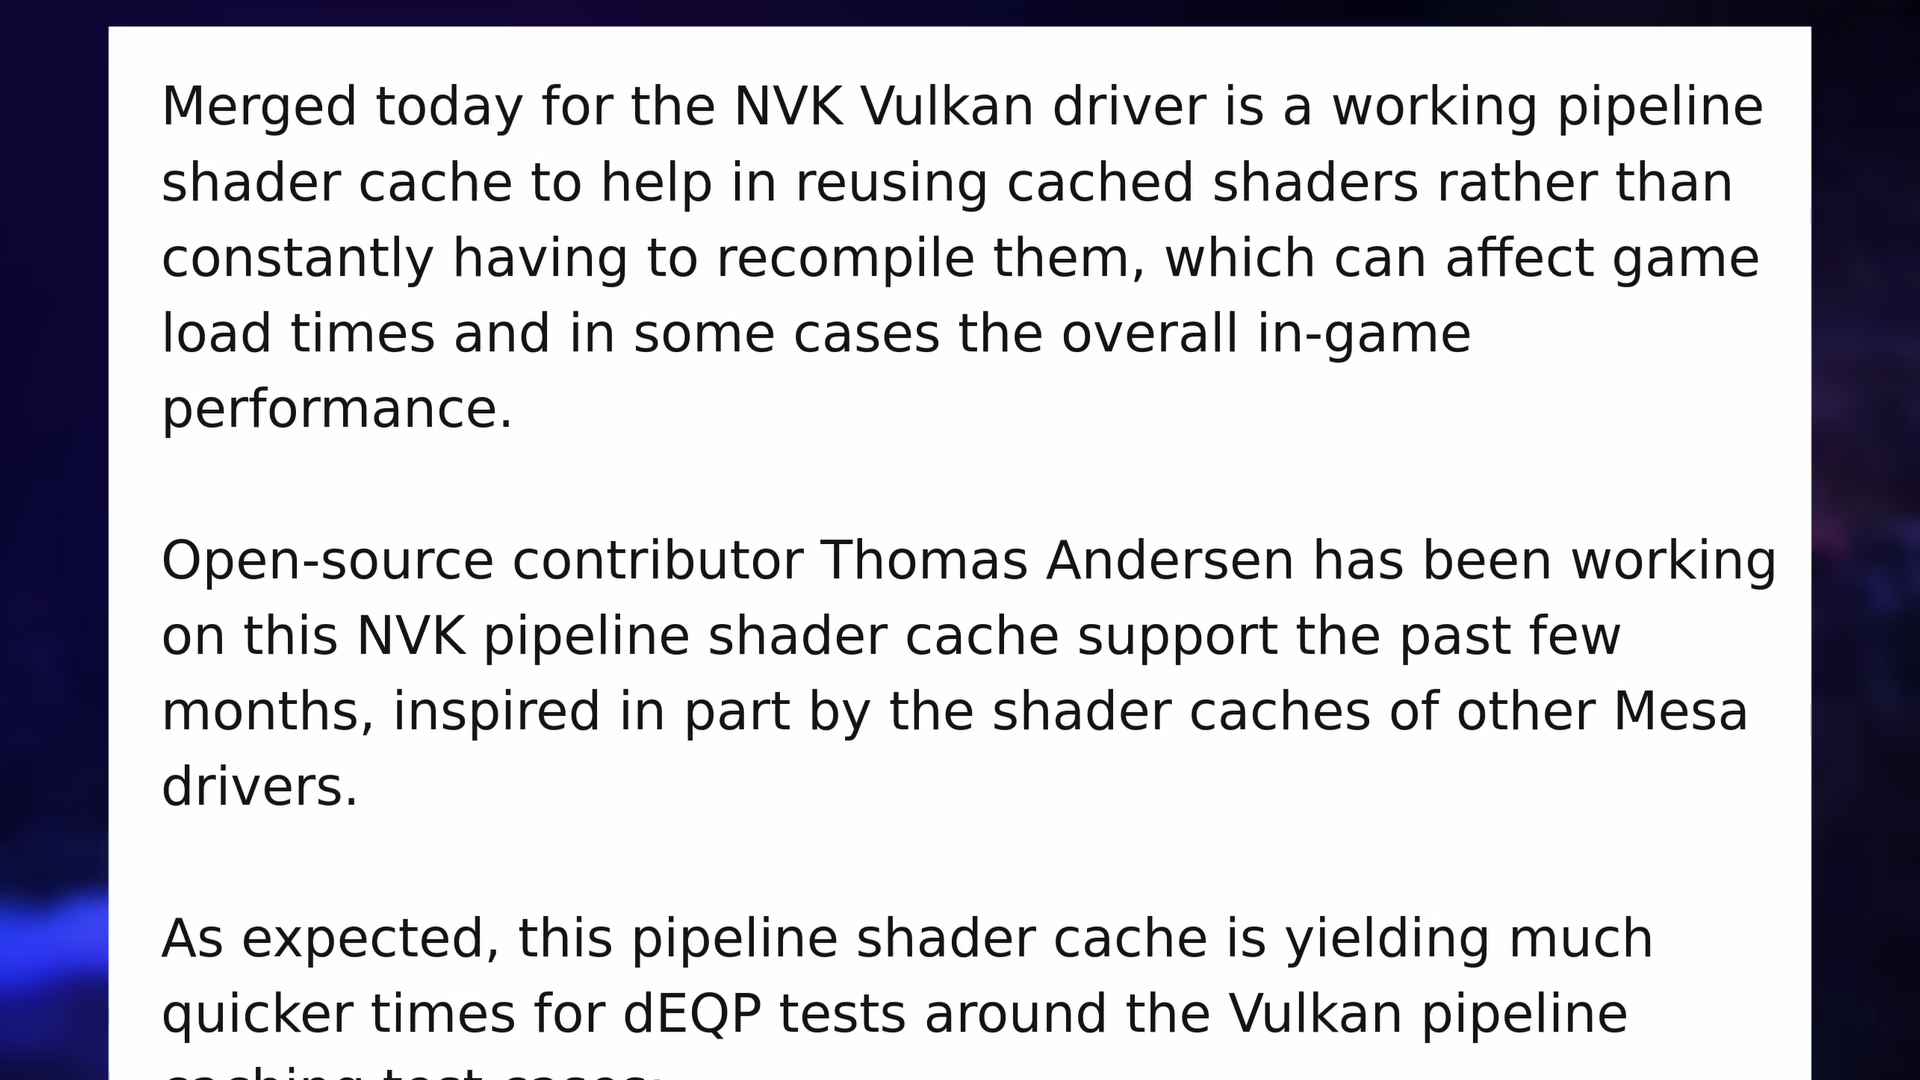 Merged today for the NVK Vulkan driver is a working pipeline
shader cache to help in reusing cached shaders rather than
constantly having to recompile them, which can affect game
load times and in some cases the overall in-game
performance.
Open-source contributor Thomas Andersen has been working
on this NVK pipeline shader cache support the past few
months, inspired in part by the shader caches of other Mesa
drivers.
As expected, this pipeline shader cache is yielding much
quicker times for dEQP tests around the Vulkan pipeline
caching test cases: